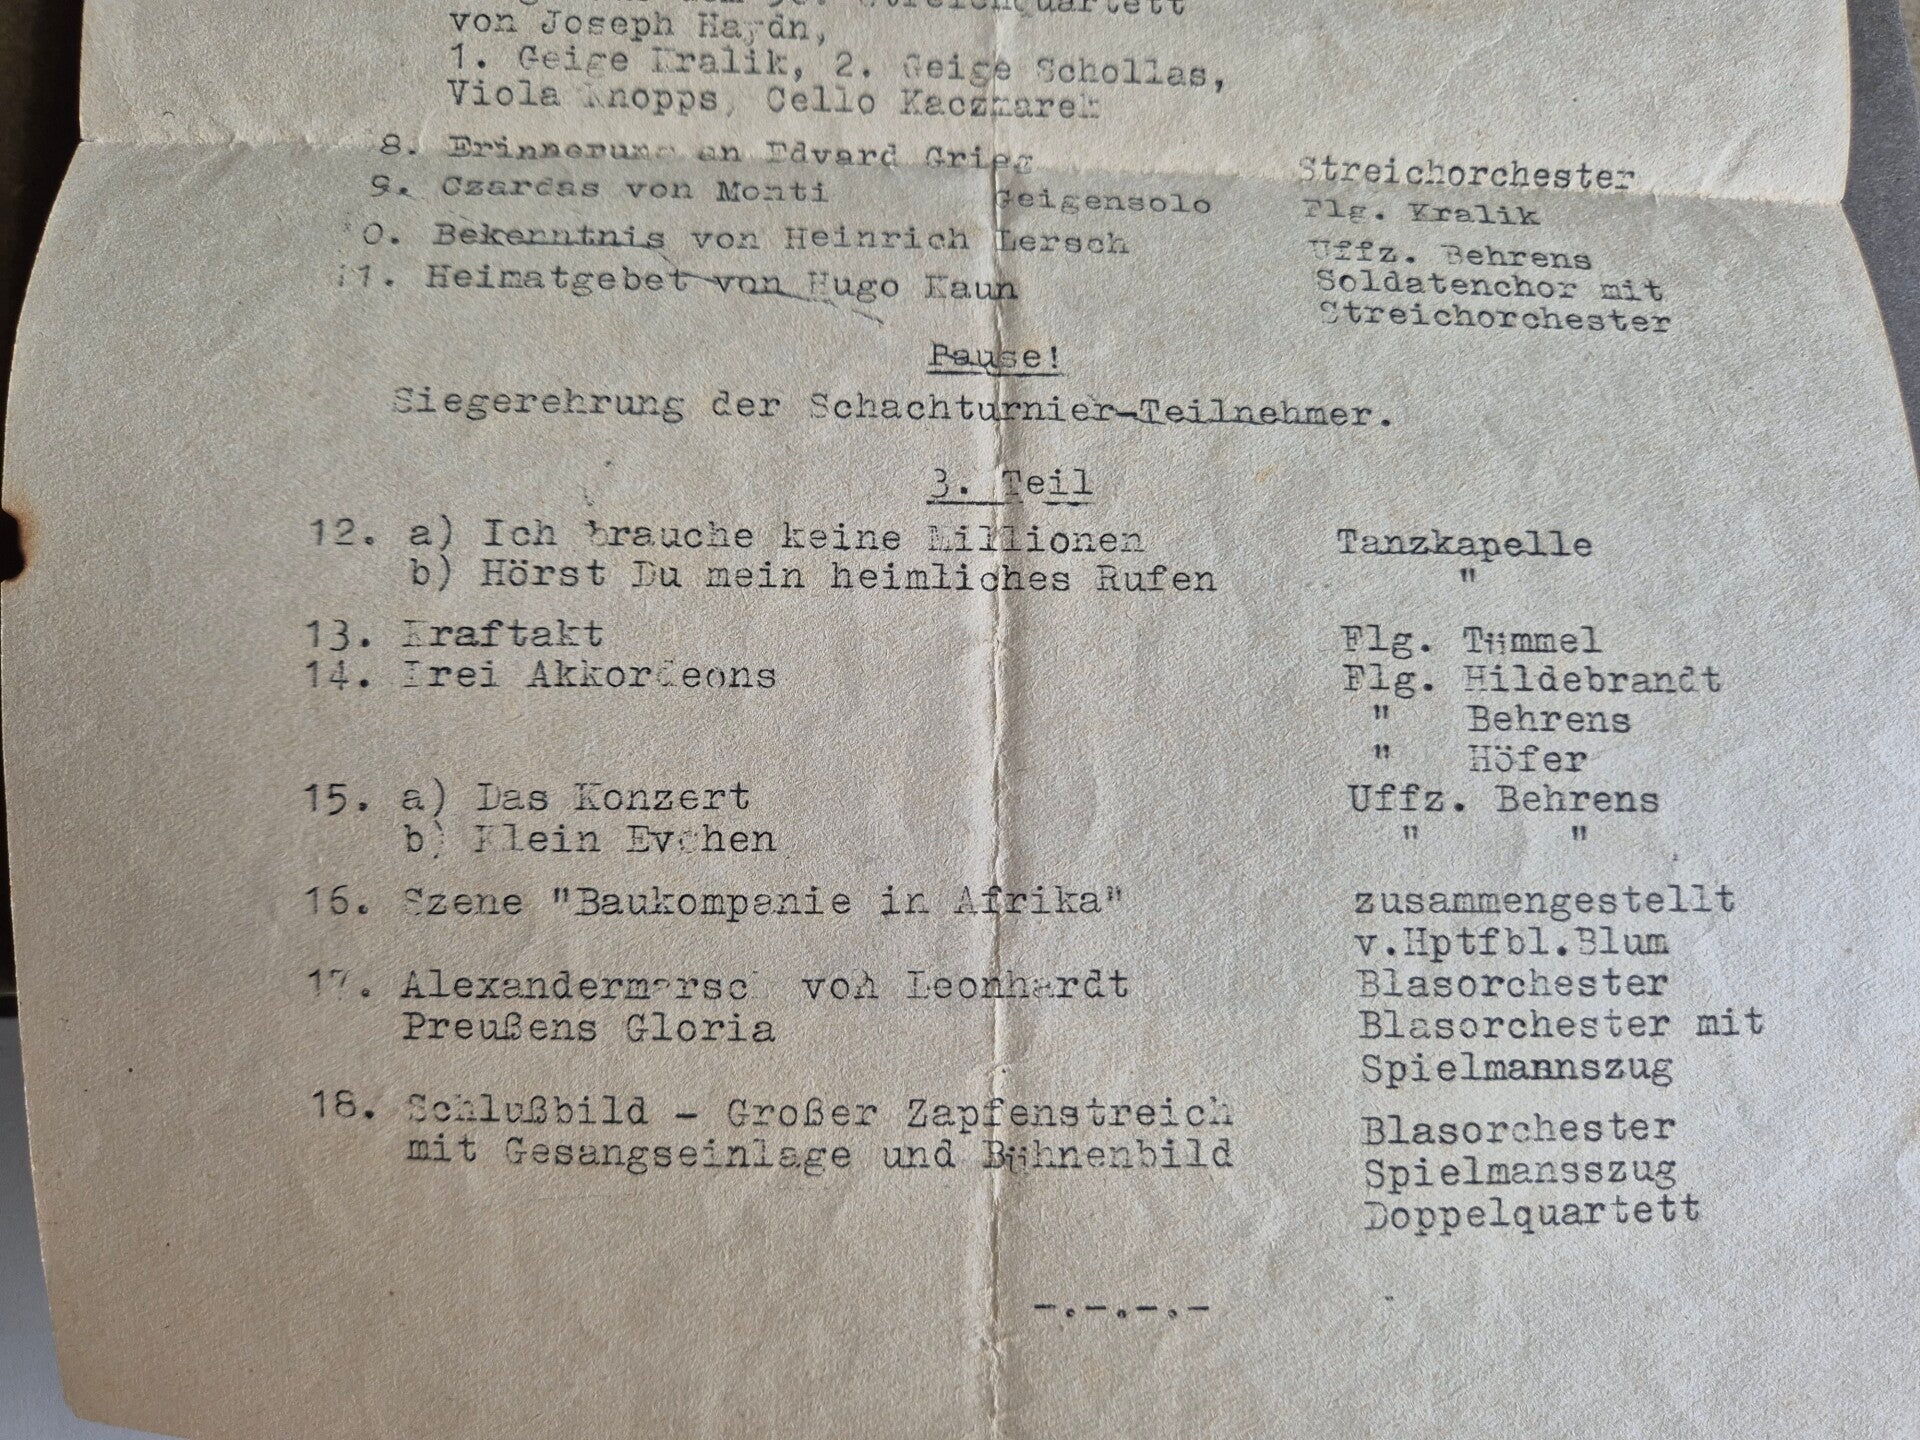 Streichquartett
von Joseph Haydn,
1. Geige Kralik, 2. Geige Schollas,
Viola Knopps, Cello Kaczmarek
8. Erinnerung an Edvard Grieg Streichorchester
9. Czardas von Monti Geigensolo Flg. Kralik
10. Bekenntnis von Heinrich Lersch Uffz. Behrens
11. Heimatgebet von Hugo Kaun Soldatenchor mit
Streichorchester
Pause!
Siegerehrung der Schachturnier-Teilnehmer.
3. Teil
12. a) Ich brauche keine Millionen Tanzkapelle
b) Hörst Du mein heimliches Rufen "
13. Kraftakt Flg. Tümmel
14. Drei Akkordeons Flg. Hildebrandt
" Behrens
" Höfer
15. a) Das Konzert Uffz. Behrens
b) Klein Evchen " "
16. Szene "Baukompanie in Afrika" zusammengestellt
v.Hptfbl.Blum
17. Alexandermarsch von Leonhardt Blasorchester
Preußens Gloria Blasorchester mit
Spielmannszug
18. Schlußbild - Großer Zapfenstreich Blasorchester
mit Gesangseinlage und Bühnenbild Spielmansszug
Doppelquartett
-.-.-.-